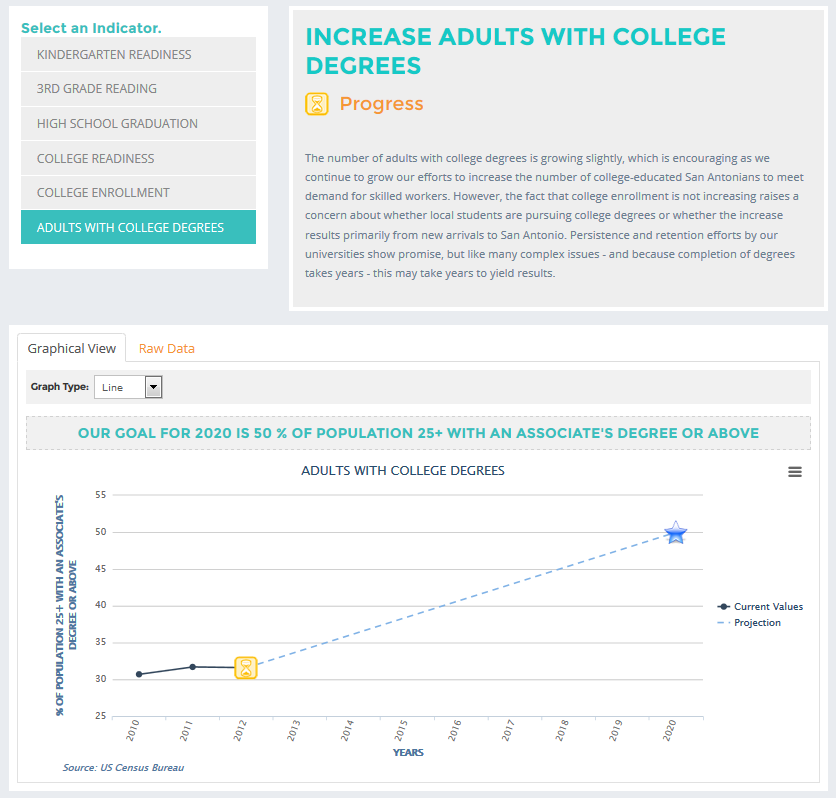 Select an Indicator.
KINDERGARTEN READINESS
3RD GRADE READING
HIGH SCHOOL GRADUATION
COLLEGE READINESS
COLLEGE ENROLLMENT
ADULTS WITH COLLEGE DEGREES
INCREASE ADULTS WITH COLLEGE
DEGREES
Progress
The number of adults with college degrees is growing slightly, which is encouraging as we
continue to grow our efforts to increase the number of college-educated San Antonians to meet
demand for skilled workers. However, the fact that college enrollment is not increasing raises a
concern about whether local students are pursuing college degrees or whether the increase
results primarily from new arrivals to San Antonio. Persistence and retention efforts by our
universities show promise, but like many complex issues - and because completion of degrees
takes years - this may take years to yield results.
Graphical View
Raw Data
Graph Type: Line
OUR GOAL FOR 2020 IS 50 % OF POPULATION 25+ WITH AN ASSOCIATE'S DEGREE OR ABOVE
ADULTS WITH COLLEGE DEGREES
% OF POPULATION 25+ WITH AN ASSOCIATE'S
DEGREE OR ABOVE
55
50
45
40
35
30
25
2010
2011
2012
2013
2014
2015
2016
2017
2018
2019
2020
YEARS
Current Values
Projection
Source: US Census Bureau